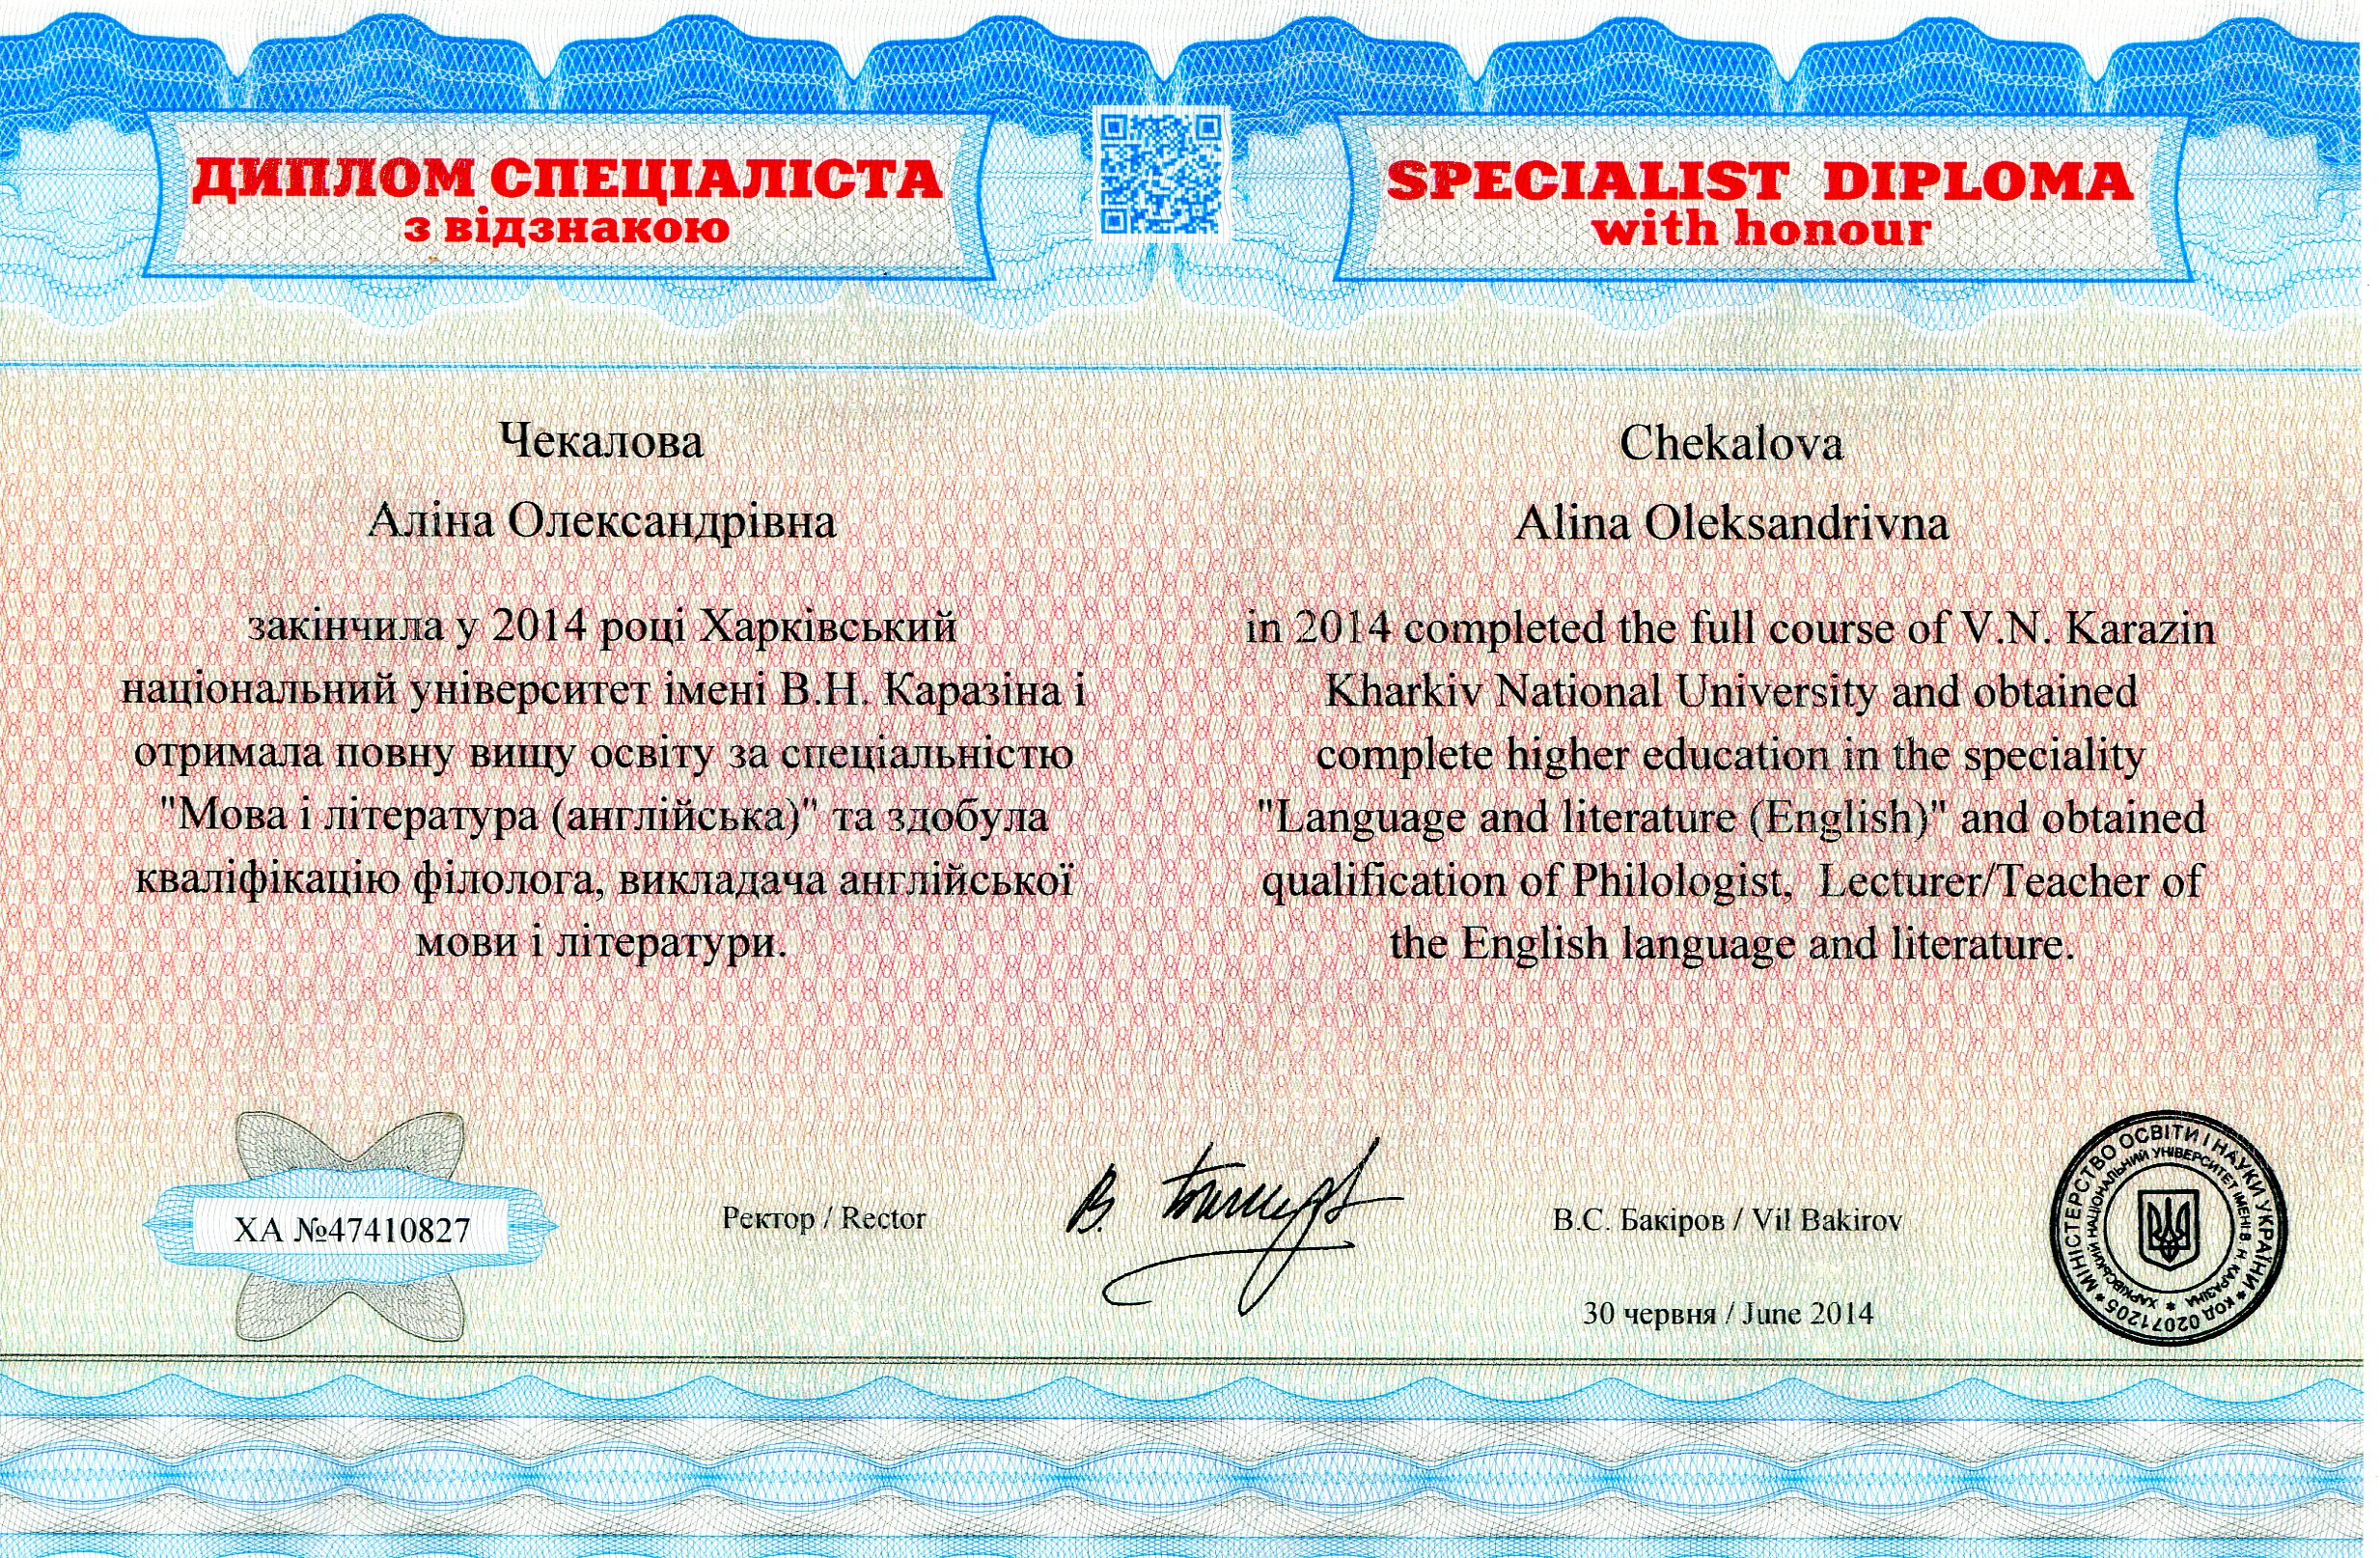 ДИПЛОМ СПЕЦІАЛІСТА
з відзнакою
Чекалова
Аліна Олександрівна
закінчила у 2014 році Харківський
національний університет імені В.Н. Каразіна і
отримала повну вищу освіту за спеціальністю
"Мова і література (англійська)" та здобула
кваліфікацію філолога, викладача англійської
мови і літератури.
SPECIALIST DIPLOMA
with honour
Chekalova
Alina Oleksandrivna
in 2014 completed the full course of V.N. Karazin
Kharkiv National University and obtained
complete higher education in the speciality
"Language and literature (English)" and obtained
qualification of Philologist, Lecturer/Teacher of
the English language and literature.
ХА №47410827
Ректор / Rector
В. Бакиров
В.С. Бакіров / Vil Bakirov
30 червня / June 2014
МІНІСТЕРСТВО ОСВІТИ І НАУКИ УКРАЇНИ * КОД 02071205 *
ХАРКІВСЬКИЙ НАЦІОНАЛЬНИЙ УНІВЕРСИТЕТ ІМЕНІ В. Н. КАРАЗІНА *